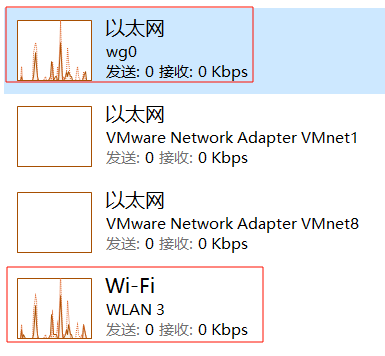 以太网
wg0
发送: 0 接收: 0 Kbps
以太网
VMware Network Adapter VMnet1
发送: 0 接收: 0 Kbps
以太网
VMware Network Adapter VMnet8
发送: 0 接收: 0 Kbps
Wi-Fi
WLAN 3
发送: 0 接收: 0 Kbps